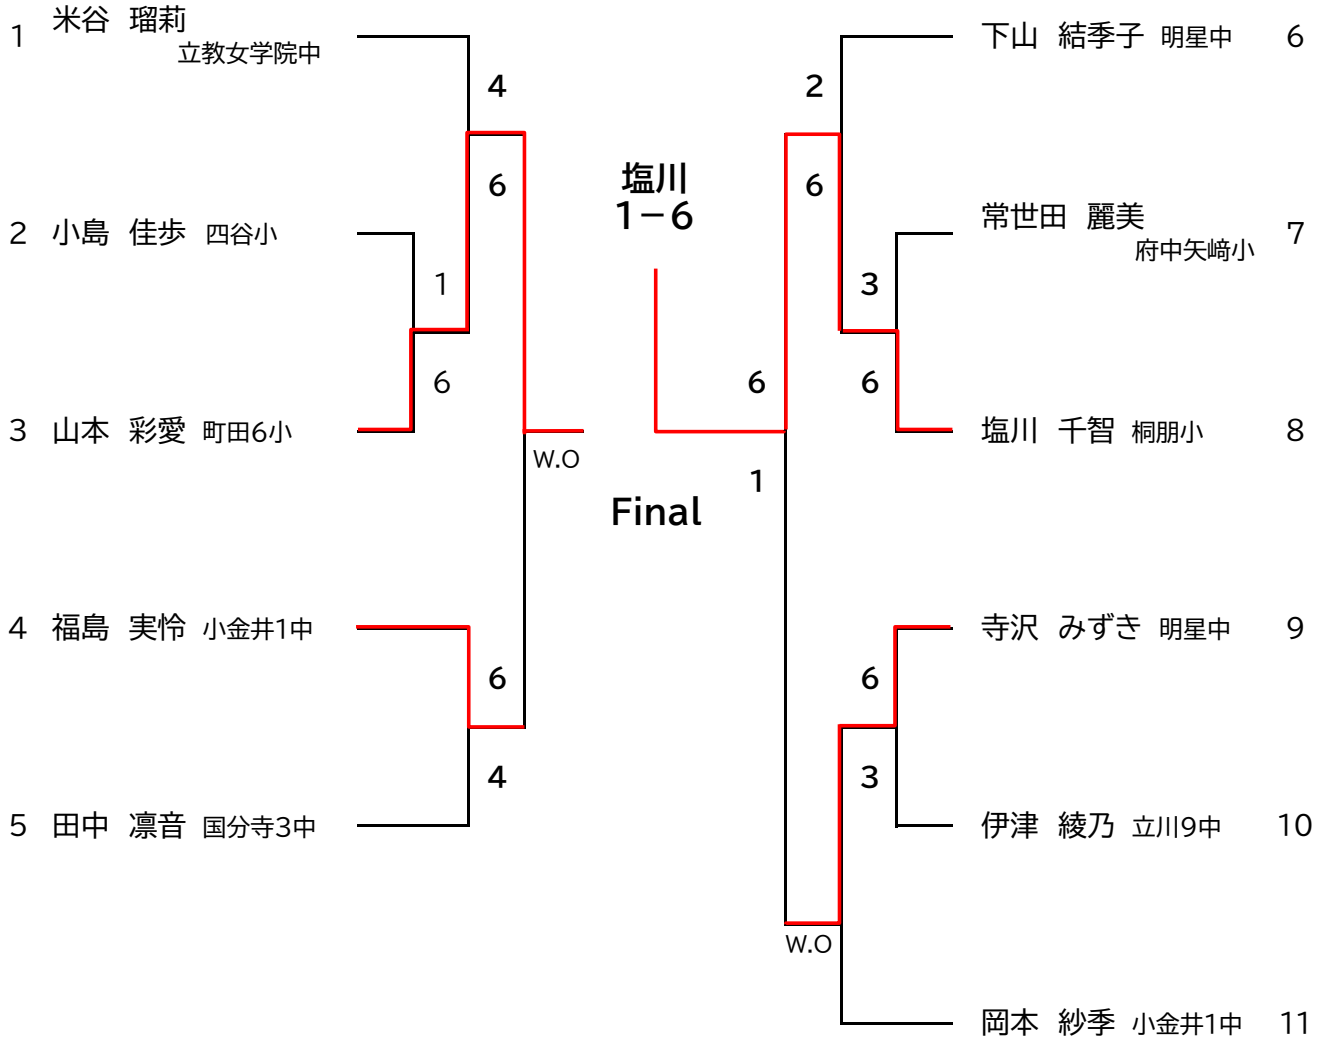 1 米谷 瑠莉
立教女学院中
4
6
2 小島 佳歩 四谷小
1
6
3 山本 彩愛 町田6小
W.O
4 福島 実怜 小金井1中
6
4
5 田中 凛音 国分寺3中
塩川
1－6
Final
下山 結季子 明星中 6
2
6
常世田 麗美 7
府中矢﨑小
3
6
塩川 千智 桐朋小 8
6
1
寺沢 みずき 明星中 9
6
3
伊津 綾乃 立川9中 10
W.O
岡本 紗季 小金井1中 11